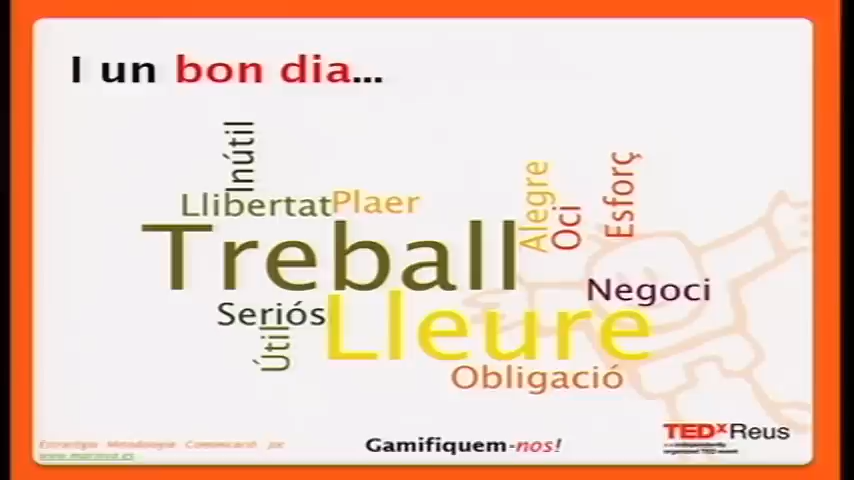 I un bon dia...
Inútil
Llibertat
Plaer
Alegre
Oci
Esforç
Treball
Negoci
Seriós
Lleure
Útil
Obligació
Gamifiquem-nos!
TEDxReus